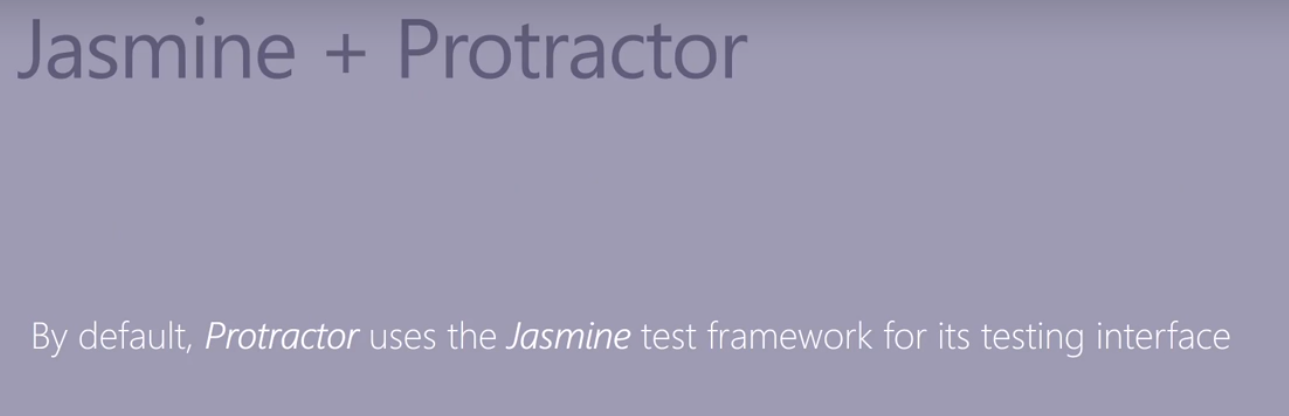 Jasmine + Protractor
By default, Protractor uses the Jasmine test framework for its testing interface